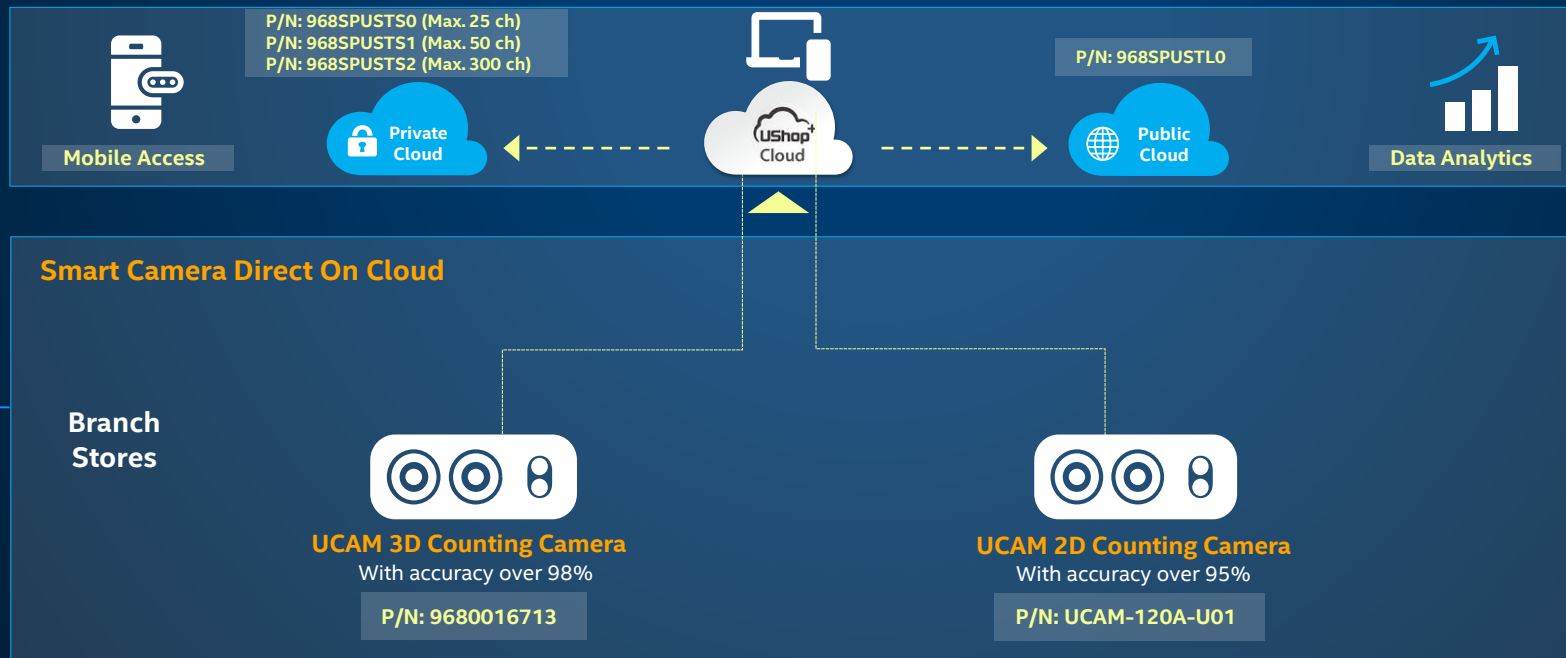 P/N: 968SPUSTS0 (Max. 25 ch)
P/N: 968SPUSTS1 (Max. 50 ch)
P/N: 968SPUSTS2 (Max. 300 ch)
P/N: 968SPUSTL0
Mobile Access
Private
Cloud
UShop+
Cloud
Public
Cloud
Data Analytics
Smart Camera Direct On Cloud
Branch
Stores
UCAM 3D Counting Camera
With accuracy over 98%
P/N: 9680016713
UCAM 2D Counting Camera
With accuracy over 95%
P/N: UCAM-120A-U01